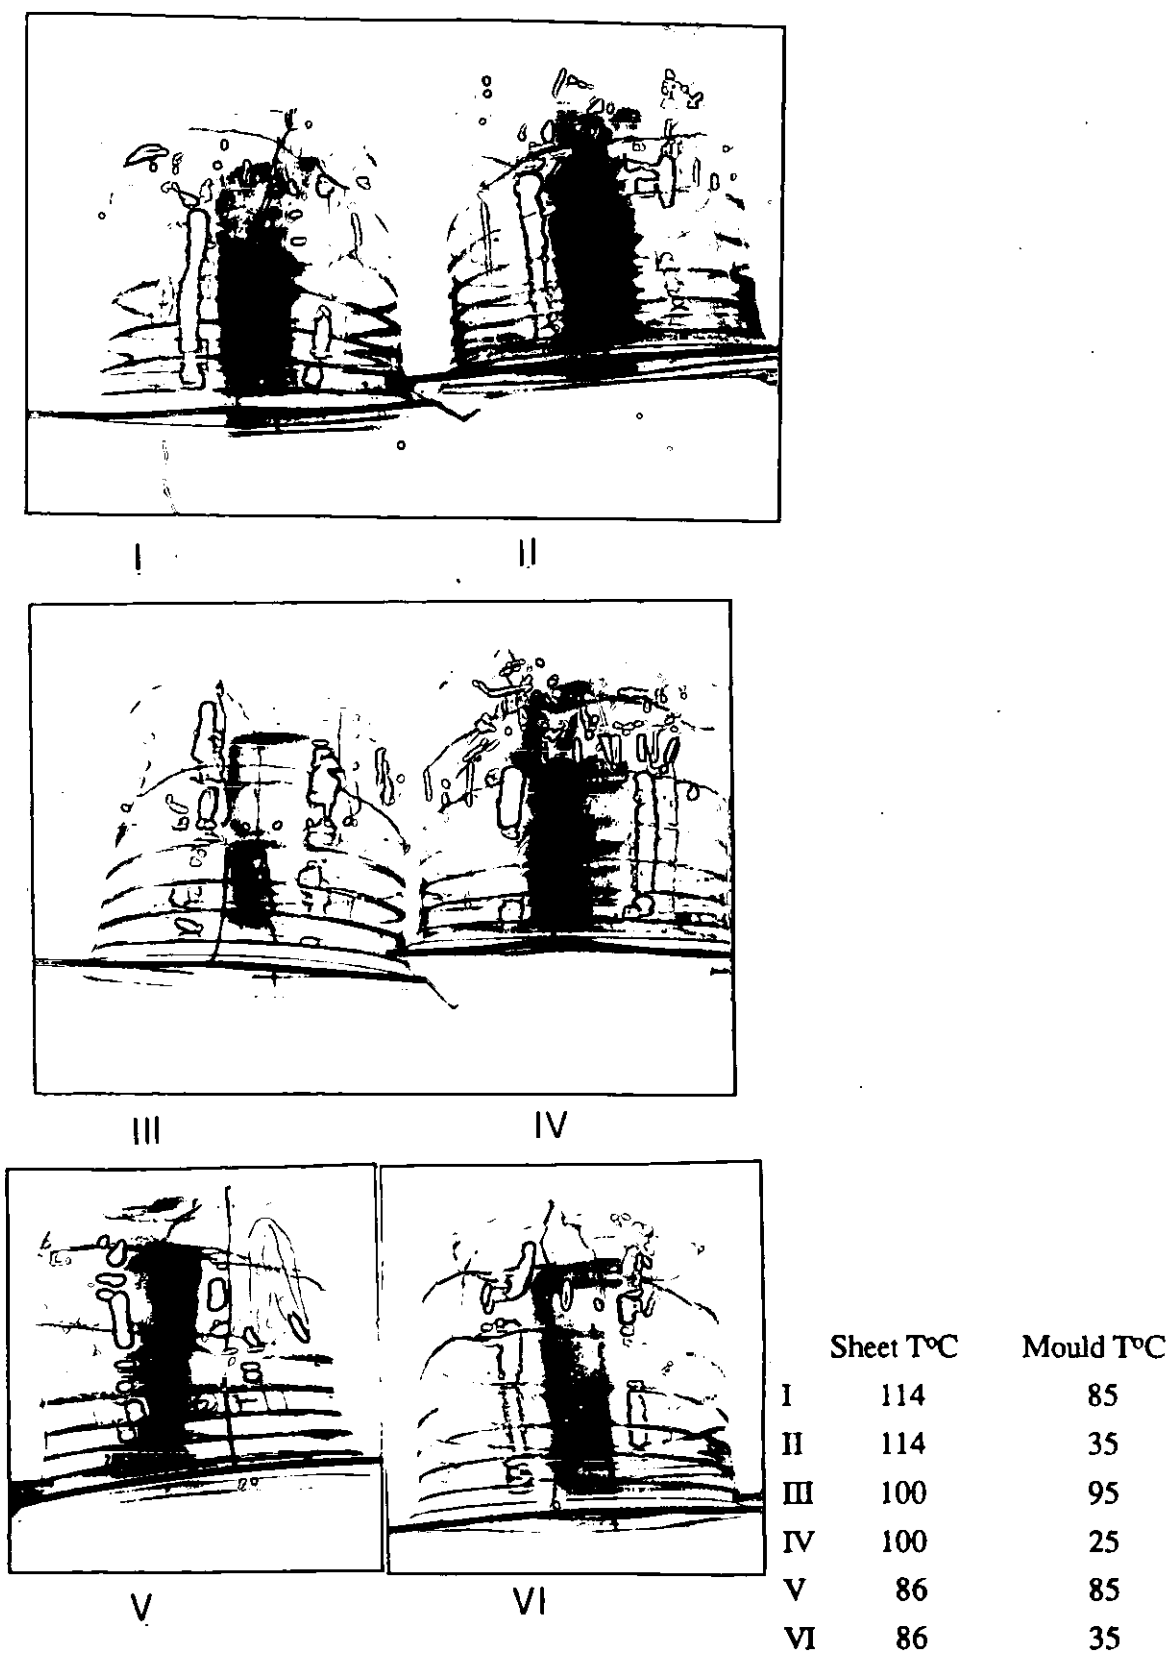 I II
III IV
V VI
Sheet T°C Mould T°C
I 114 85
II 114 35
III 100 95
IV 100 25
V 86 85
VI 86 35